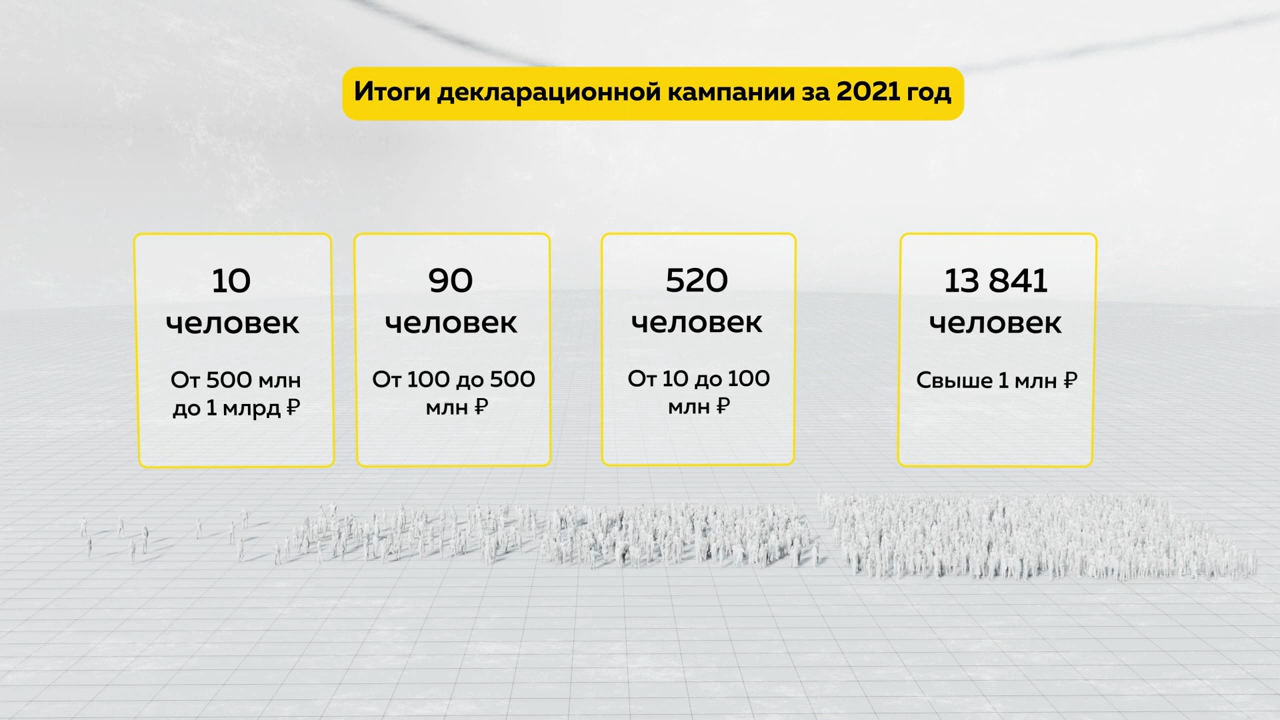 Итоги декларационной кампании за 2021 год
10
человек
От 500 млн
до 1 млрд ₽
90
человек
От 100 до 500
млн ₽
520
человек
От 10 до 100
млн ₽
13 841
человек
Свыше 1 млн ₽